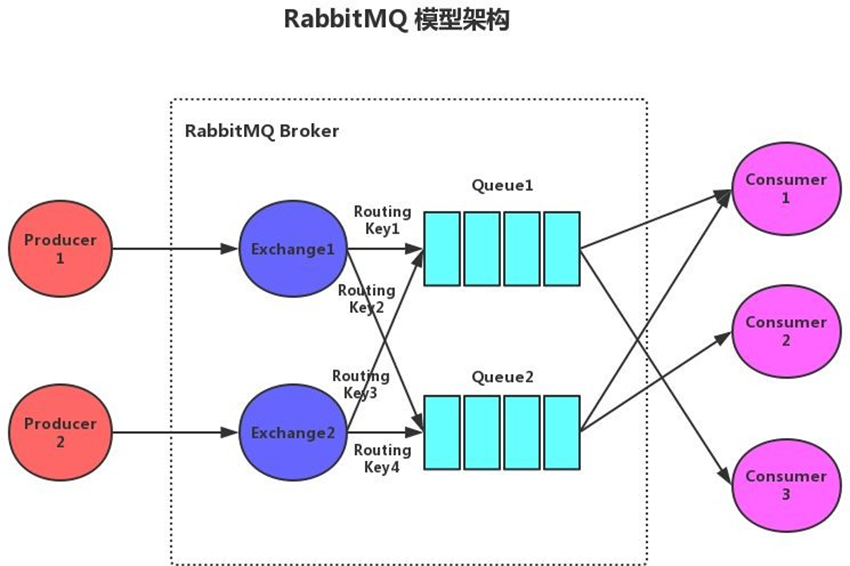 RabbitMQ 模型架构
RabbitMQ Broker
Producer
1
Exchange1
Routing
Key1
Queue1
Consumer
1
Routing
Key2
Consumer
2
Routing
Key3
Queue2
Producer
2
Exchange2
Routing
Key4
Consumer
3